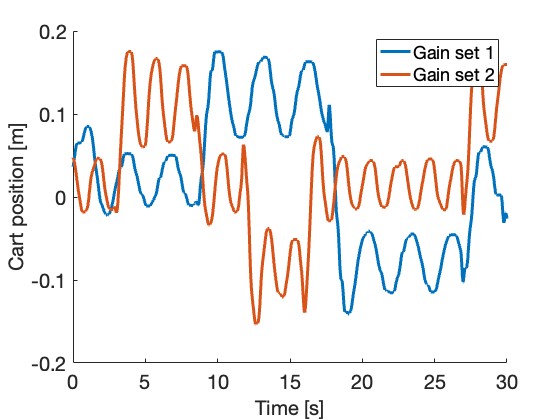 0.2
0.1
0
-0.1
-0.2
Cart position [m]
Gain set 1
Gain set 2
0 5 10 15 20 25 30
Time [s]